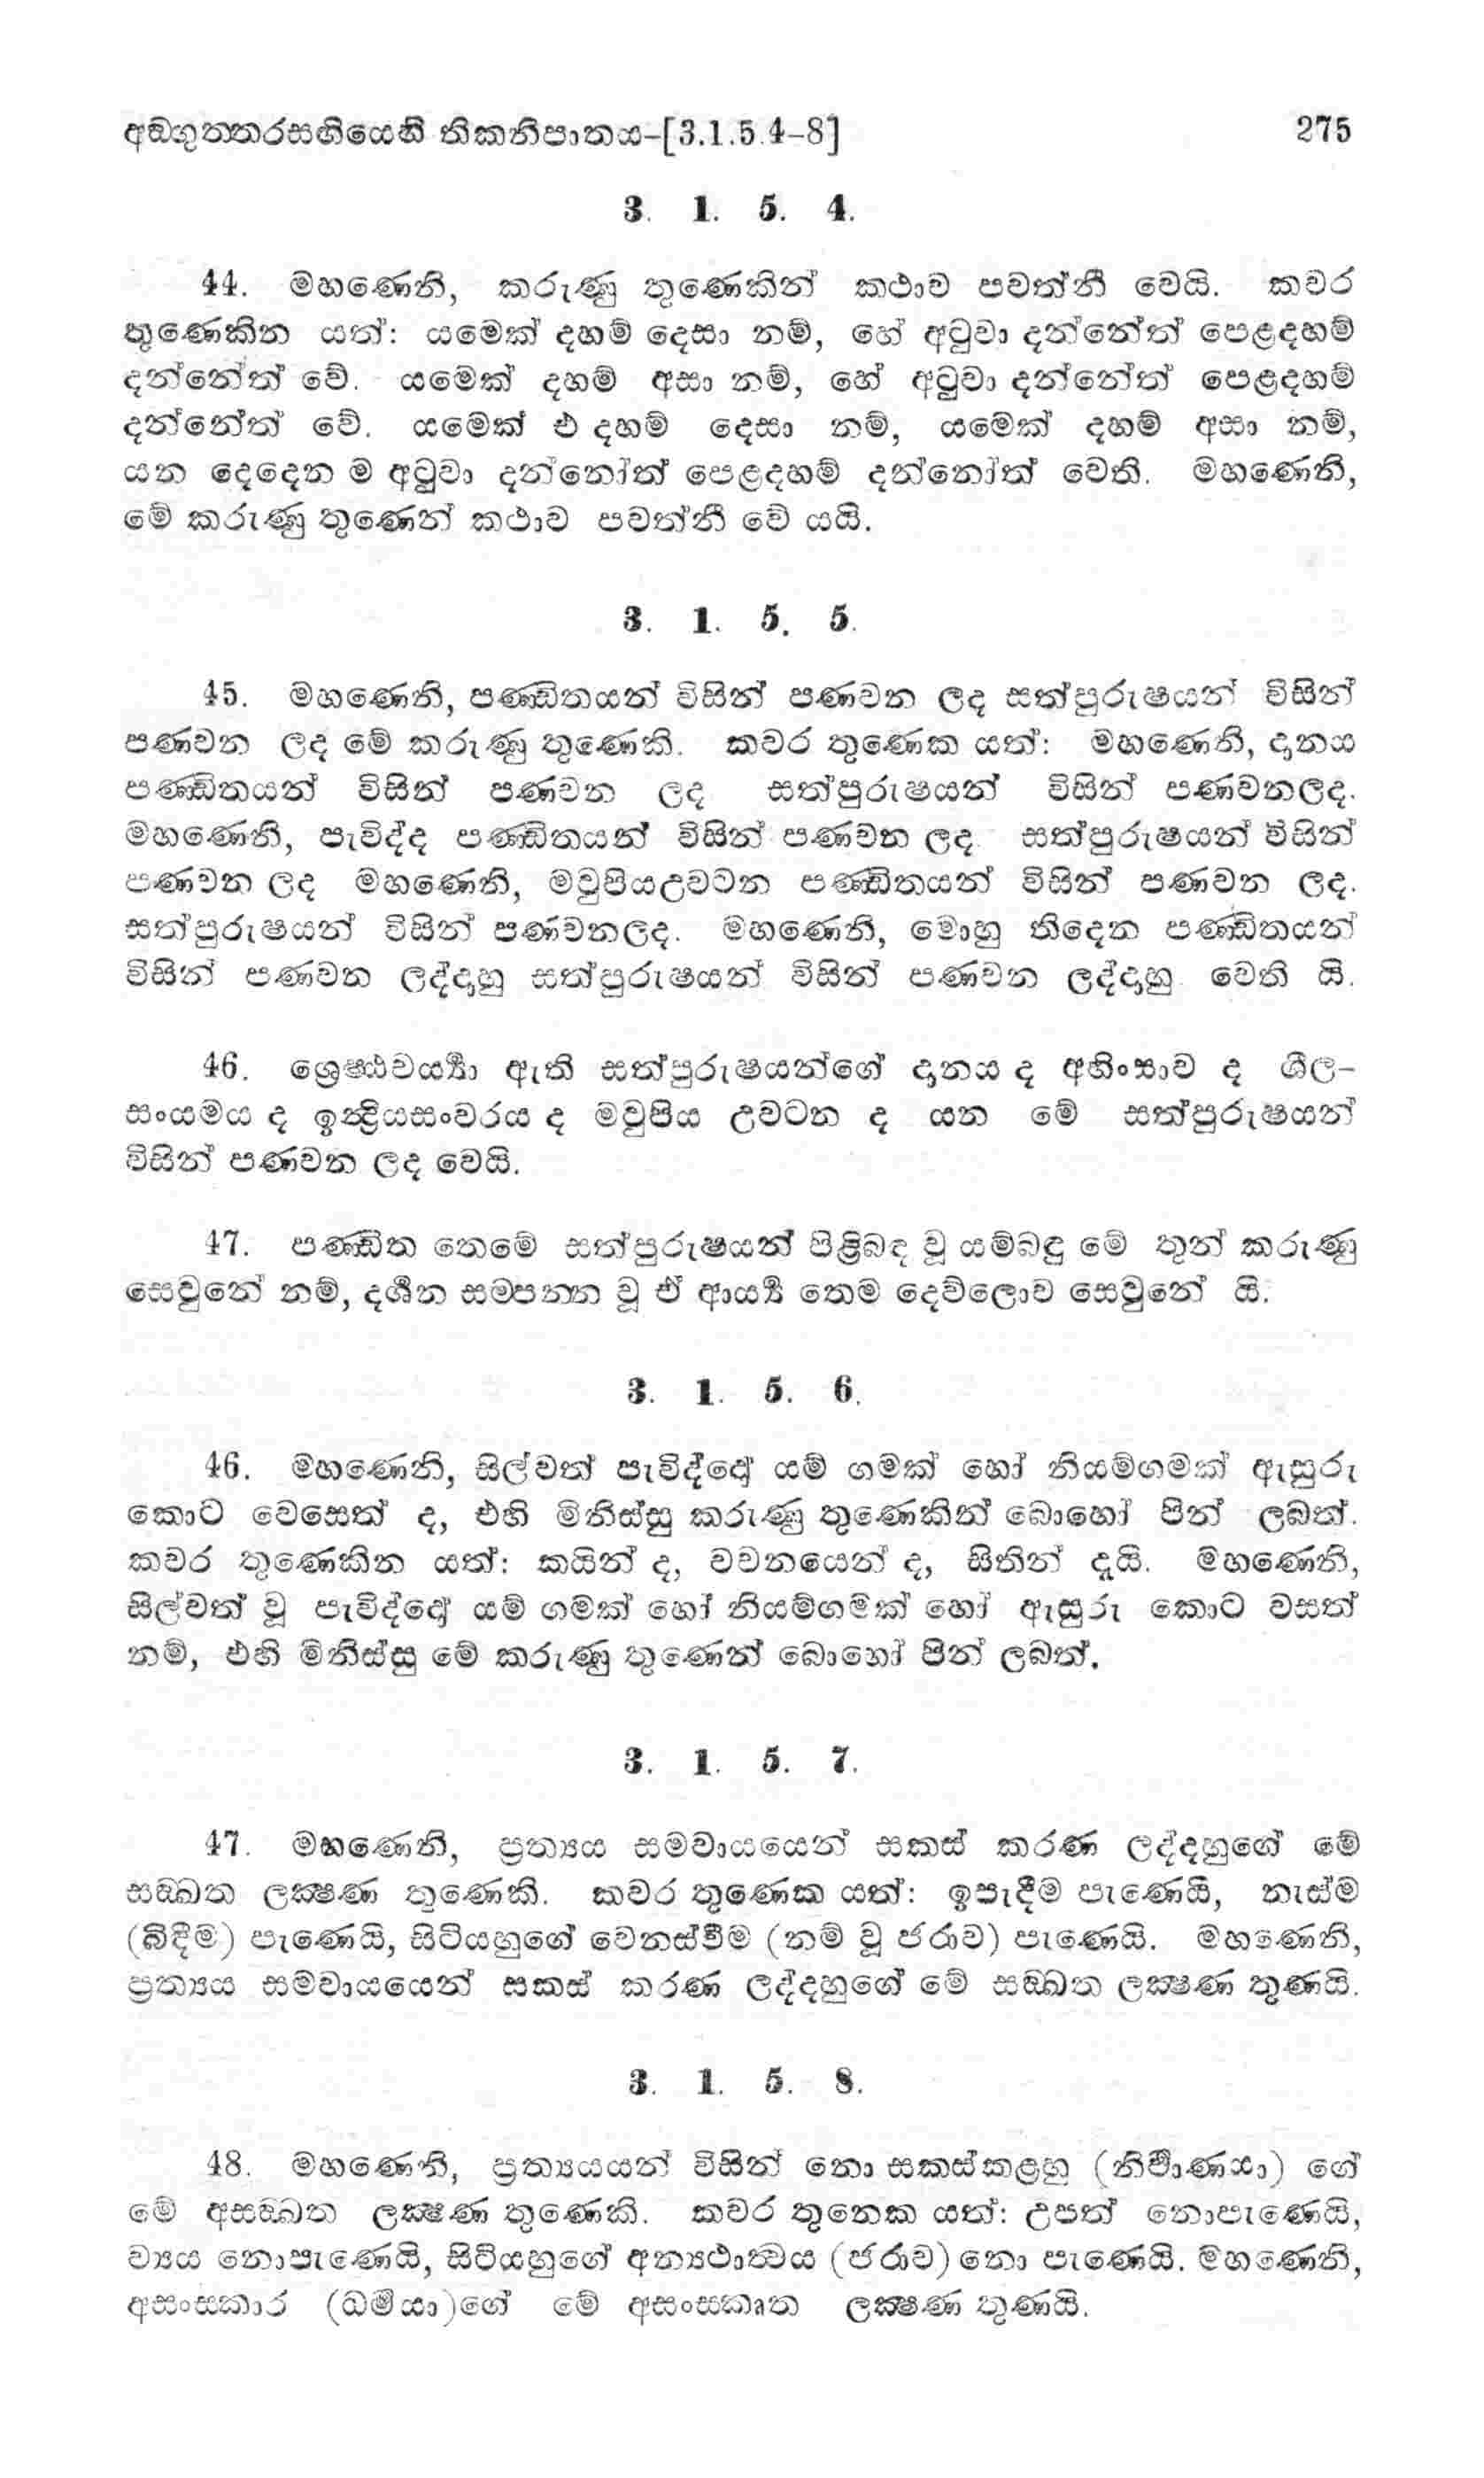 අඞගුත්තරසඟියෙහි තිකනිපාතය-[3.1.5.4-8] 275
3. 1. 5. 4.
44. මහණෙනි, කරුණු තුණෙකින් කථාව පවත්නී වෙයි. කවර
තුණෙකින යත්: යමෙක් දහම් දෙසා නම්, හේ අටුවා දන්නේත් පෙළදහම්
දන්නේත් වේ. යමෙක් දහම් අසා නම්, හේ අටුවා දන්නේත් පෙළදහම්
දන්නේත් වේ. යමෙක් එ දහම් දෙසා නම්, යමෙක් දහම් අසා නම්,
යන දෙදෙන ම අටුවා දන්නෝත් පෙළදහම් දන්නෝත් වෙති. මහණෙනි,
මේ කරුණු තුණෙන් කථාව පවත්නී වේ යයි.
3. 1. 5. 5.
45. මහණෙනි, පණ්ඩිතයන් විසින් පණවන ලද සත්පුරුෂයන් විසින්
පණවන ලද මේ කරුණු තුණෙකි. කවර තුණෙක යත්: මහණෙනි, දානය
පණ්ඩිතයන් විසින් පණවන ලද සත්පුරුෂයන් විසින් පණවනලද.
මහණෙනි, පැවිද්ද පණ්ඩිතයන් විසින් පණවන ලද සත්පුරුෂයන් විසින්
පණවන ලද මහණෙනි, මවුපියඋවටන පණ්ඩිතයන් විසින් පණවන ලද.
සත්පුරුෂයන් විසින් පණවනලද. මහණෙනි, මොහු තිදෙන පණ්ඩිතයන්
විසින් පණවන ලද්දාහු සත්පුරුෂයන් විසින් පණවන ලද්දාහු වෙති යි.
46. ශ්‍රෙෂ්ඨචර්‍ය්‍යා ඇති සත්පුරුෂයන්ගේ දානය ද අහිංසාව ද ශීල-
සංයමය ද ඉන්‍ද්‍රියසංවරය ද මවුපිය උවටන ද යන මේ සත්පුරුෂයන්
විසින් පණවන ලද වෙයි.
47. පණ්ඩිත තෙමේ සත්පුරුෂයන් පිළිබඳ වූ යම්බඳු මේ තුන් කරුණු
සෙවුනේ නම්, දර්‍ශන සම්පන්න වූ ඒ ආර්‍ය්‍ය තෙම දෙව්ලොව සෙවුනේ යි.
3. 1. 5. 6.
46. මහණෙනි, සිල්වත් පැවිද්දෝ යම් ගමක් හෝ නියම්ගමක් ඇසුරු
කොට වෙසෙත් ද, එහි මිනිස්සු කරුණු තුණෙකින් බොහෝ පින් ලබත්.
කවර තුණෙකින යත්: කයින් ද, වචනයෙන් ද, සිතින් දැයි. මහණෙනි,
සිල්වත් වූ පැවිද්දෝ යම් ගමක් හෝ නියම්ගමක් හෝ ඇසුරු කොට වසත්
නම්, එහි මිනිස්සු මේ කරුණු තුණෙන් බොහෝ පින් ලබත්.
3. 1. 5. 7.
47. මහණෙනි, ප්‍රත්‍යය සමවායයෙන් සකස් කරණ ලද්දහුගේ මේ
සඞ්ඛත ලක්‍ෂණ තුණෙකි. කවර තුණෙක යත්: ඉපැදීම පැණෙයි, නැස්ම
(බිඳීම) පැණෙයි, සිටියහුගේ වෙනස්වීම (නම් වූ ජරාව) පැණෙයි. මහණෙනි,
ප්‍රත්‍යය සමවායයෙන් සකස් කරණ ලද්දහුගේ මේ සඞ්ඛත ලක්‍ෂණ තුණයි.
3. 1. 5. 8.
48. මහණෙනි, ප්‍රත්‍යයයන් විසින් නො සකස්කළහු (නිර්‍වාණයා) ගේ
මේ අසඞ්ඛත ලක්‍ෂණ තුණෙකි. කවර තුනෙක යත්: උපත් නොපැණෙයි,
ව්‍යය නොපැණෙයි, සිටියහුගේ අන්‍යථාත්‍වය (ජරාව) නො පැණෙයි. මහණෙනි,
අසංස්කාර (ධර්‍මයා)ගේ මේ අසංස්කෘත ලක්‍ෂණ තුණයි.